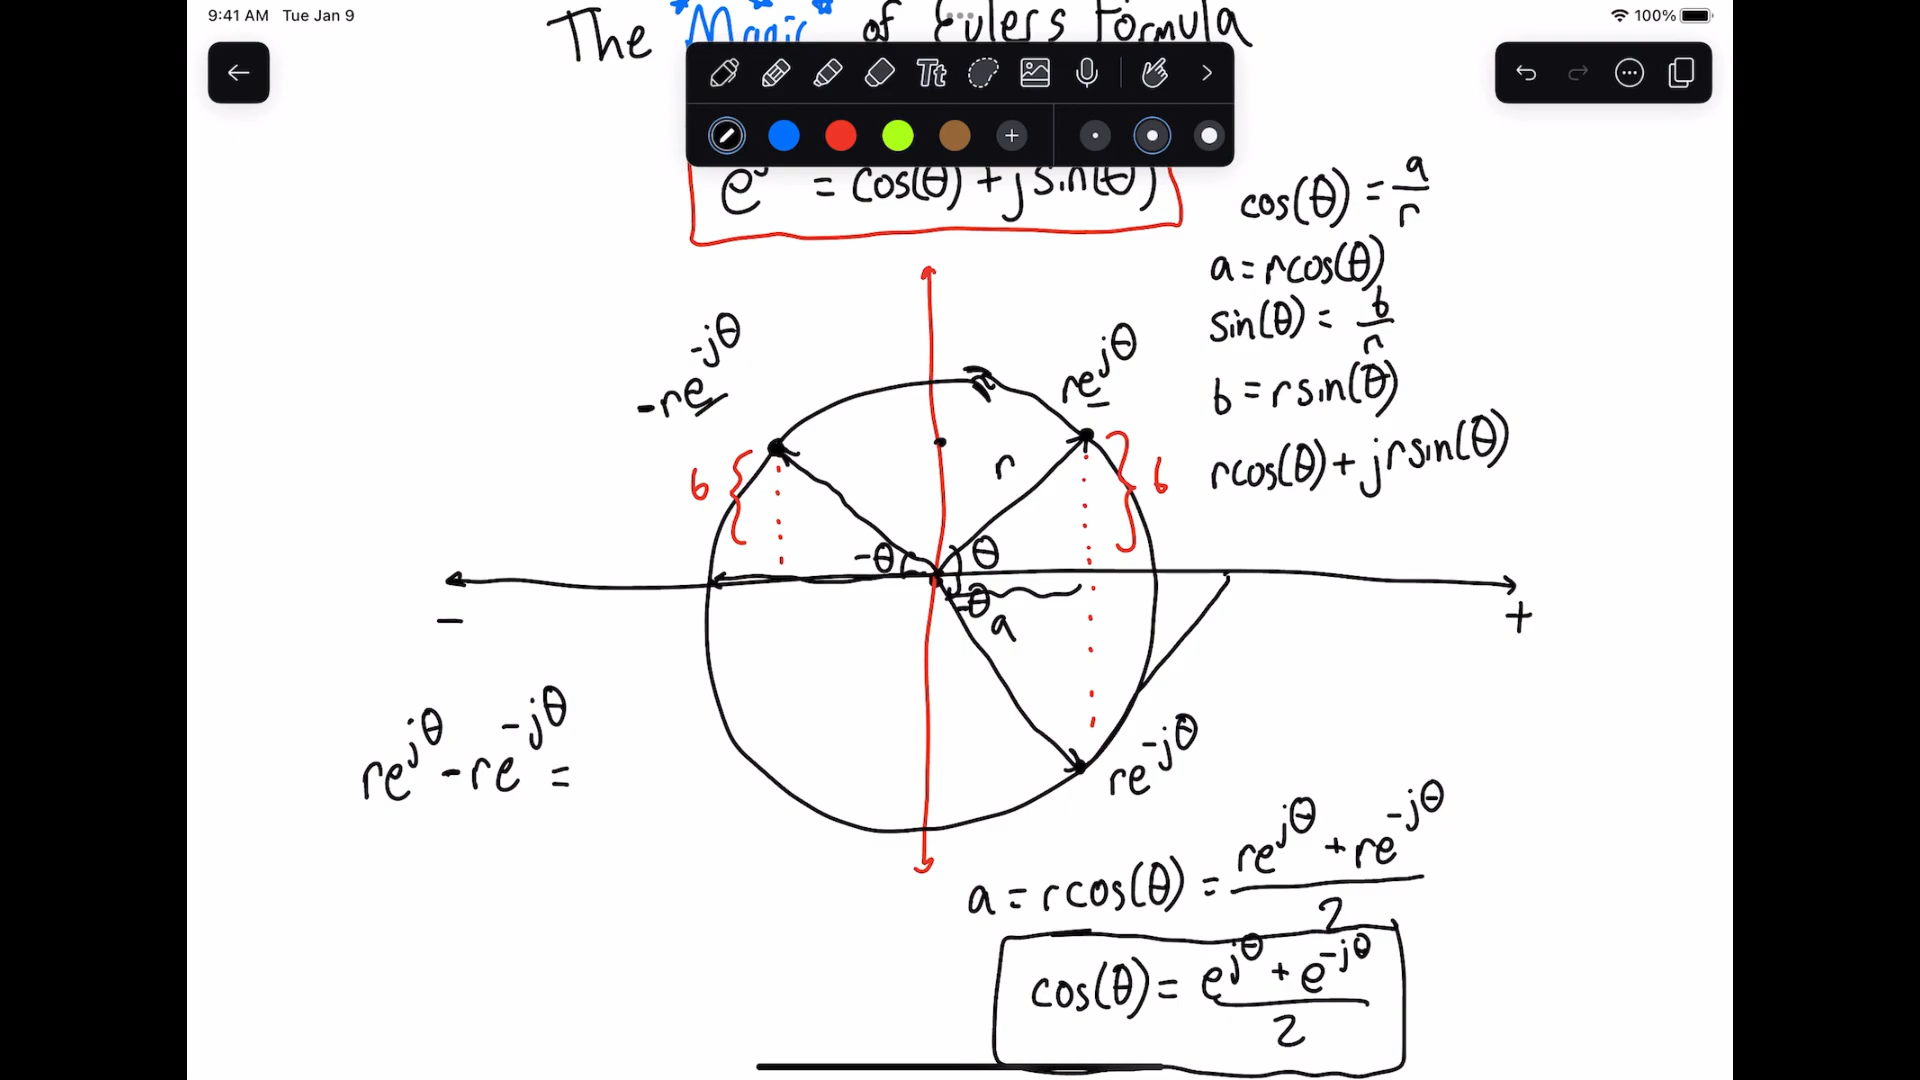 9:41 AM Tue Jan 9
100%
The *Magic* of Eulers Formula
Tt
e^j = cos(θ) + j sin(θ)
cos(θ) = a/r
a = rcos(θ)
sin(θ) = b/r
b = rsin(θ)
rcos(θ) + jrsin(θ)
-re^-jθ
re^jθ
r
b
b
-θ
θ
-θ
a
-
+
re^jθ - re^-jθ =
re^-jθ
a = rcos(θ) = (re^jθ + re^-jθ)/2
cos(θ) = (e^jθ + e^-jθ)/2